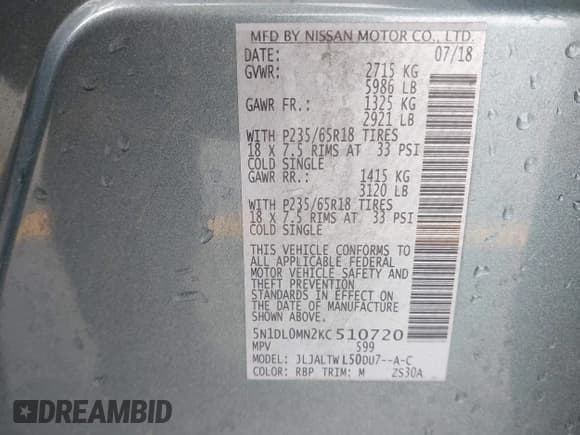 MFD BY NISSAN MOTOR CO., LTD.
DATE: 07/18
GVWR: 2715 KG
5986 LB
GAWR FR.: 1325 KG
2921 LB
WITH P235/65R18 TIRES
18 X 7.5 RIMS AT 33 PSI
COLD SINGLE
GAWR RR.: 1415 KG
3120 LB
WITH P235/65R18 TIRES
18 X 7.5 RIMS AT 33 PSI
COLD SINGLE
THIS VEHICLE CONFORMS TO
ALL APPLICABLE FEDERAL
MOTOR VEHICLE SAFETY AND
THEFT PREVENTION
STANDARDS IN EFFECT ON
THE DATE OF MANUFACTURE
SHOWN ABOVE.
5N1DL0MN2KC510720
MPV 599
MODEL: JLJALTWL50DU7--A-C
COLOR: RBP TRIM: M ZS30A
DREAMBID